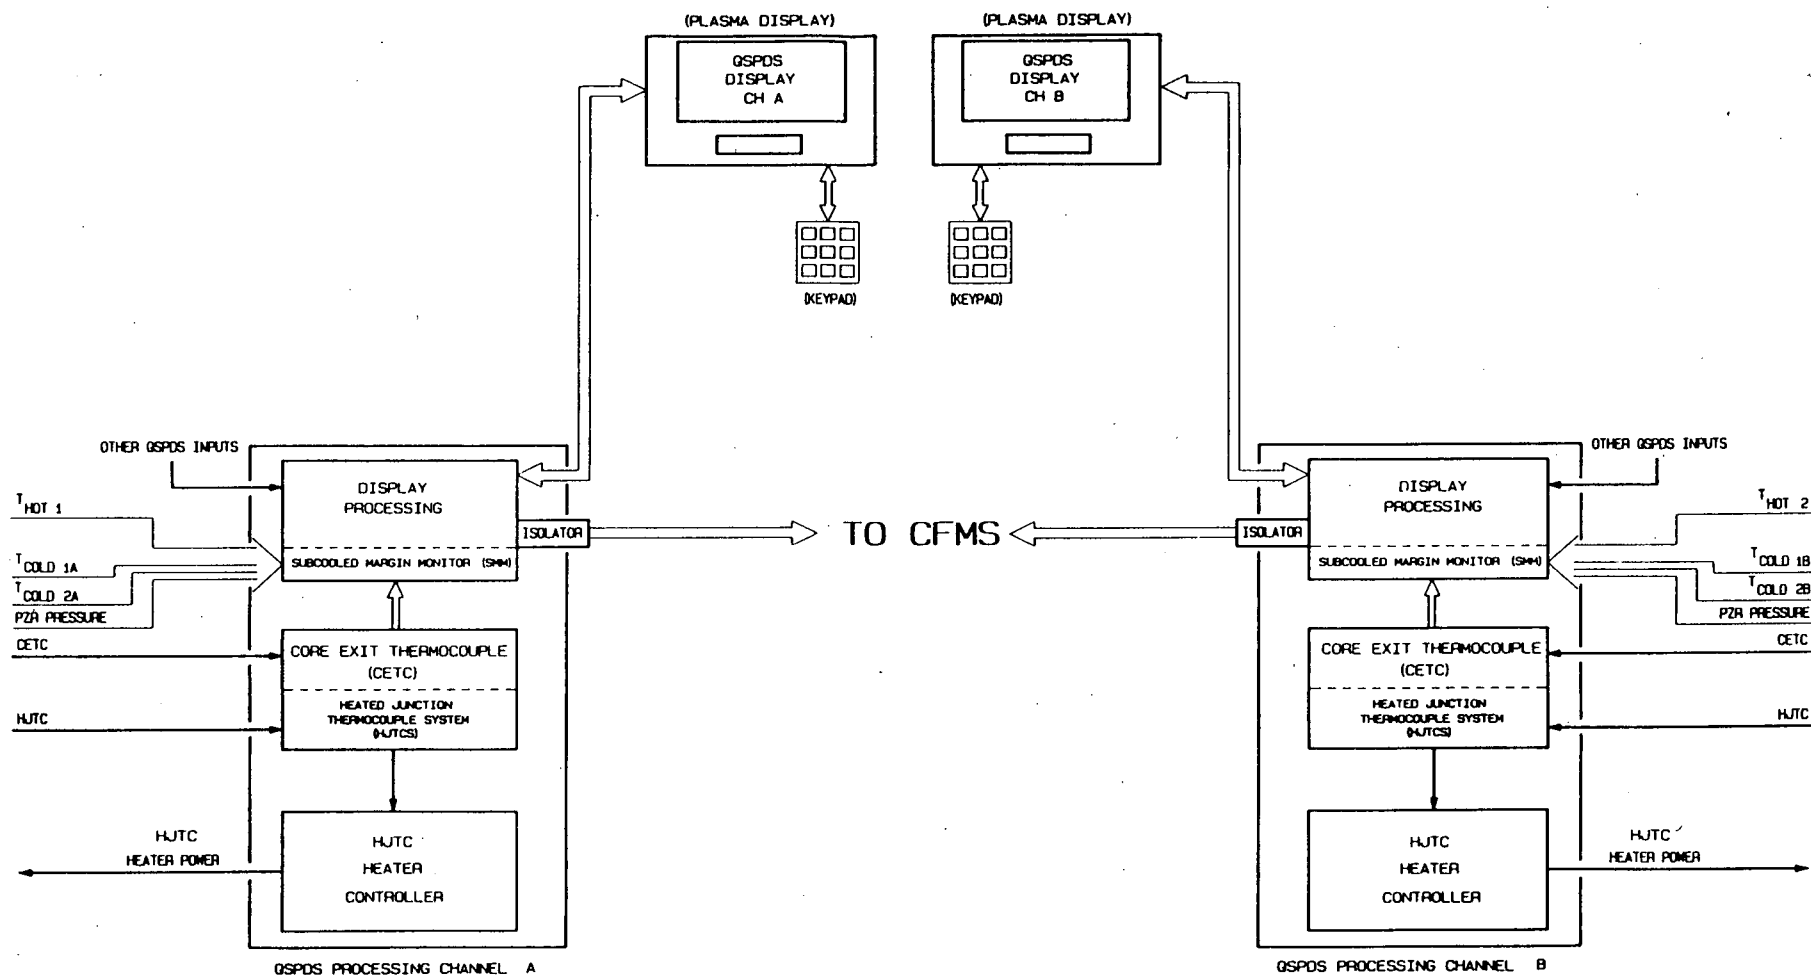 (PLASMA DISPLAY)
(PLASMA DISPLAY)
QSPDS
DISPLAY
CH A
QSPDS
DISPLAY
CH B
(KEYPAD)
(KEYPAD)
OTHER QSPDS INPUTS
T HOT 1
T COLD 1A
T COLD 2A
PZR PRESSURE
CETC
HJTC
DISPLAY
PROCESSING
SUBCOOLED MARGIN MONITOR (SMM)
ISOLATOR
CORE EXIT THERMOCOUPLE
(CETC)
HEATED JUNCTION
THERMOCOUPLE SYSTEM
(HJTCS)
HJTC
HEATER POWER
HJTC
HEATER
CONTROLLER
QSPDS PROCESSING CHANNEL A
TO CFMS
OTHER QSPDS INPUTS
ISOLATOR
DISPLAY
PROCESSING
SUBCOOLED MARGIN MONITOR (SMM)
T HOT 2
T COLD 1B
T COLD 2B
PZR PRESSURE
CETC
HJTC
CORE EXIT THERMOCOUPLE
(CETC)
HEATED JUNCTION
THERMOCOUPLE SYSTEM
(HJTCS)
HJTC
HEATER
CONTROLLER
HJTC
HEATER POWER
QSPDS PROCESSING CHANNEL B